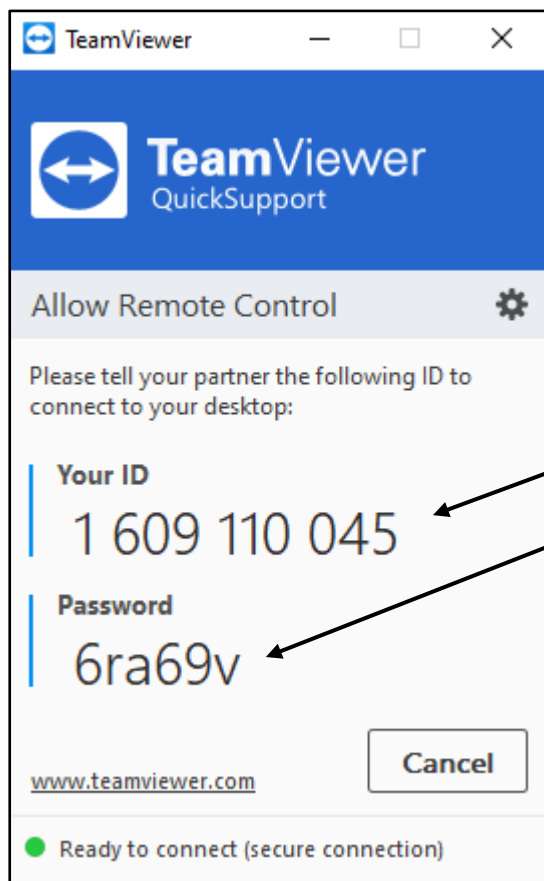 TeamViewer
TeamViewer
QuickSupport
Allow Remote Control
Please tell your partner the following ID to
connect to your desktop:
Your ID
1 609 110 045
Password
6ra69v
Cancel
www.teamviewer.com
Ready to connect (secure connection)